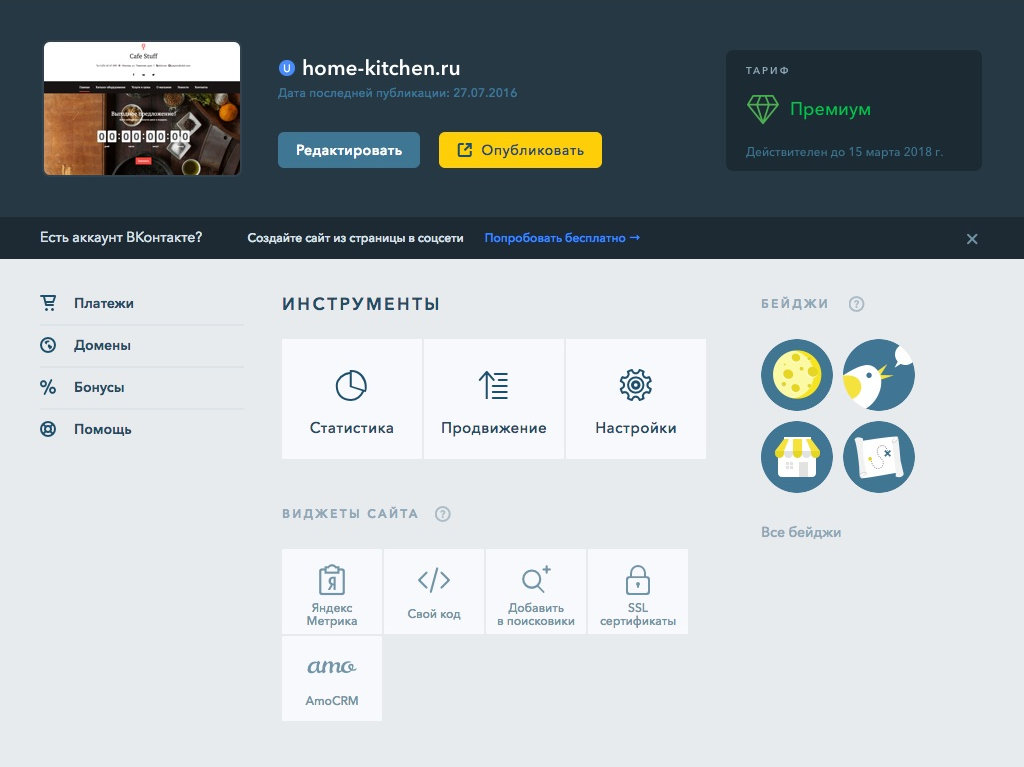 Cafe Stuff
Выгодное предложение!
00:00:00:00
U home-kitchen.ru
Дата последней публикации: 27.07.2016
Редактировать
Опубликовать
ТАРИФ
Премиум
Действителен до 15 марта 2018 г.
Есть аккаунт ВКонтакте?
Создайте сайт из страницы в соцсети
Попробовать бесплатно →
Платежи
Домены
Бонусы
Помощь
ИНСТРУМЕНТЫ
Статистика
Продвижение
Настройки
ВИДЖЕТЫ САЙТА ?
Я
Яндекс
Метрика
Свой код
Добавить
в поисковики
SSL
сертификаты
amo
AmoCRM
БЕЙДЖИ ?
Все бейджи